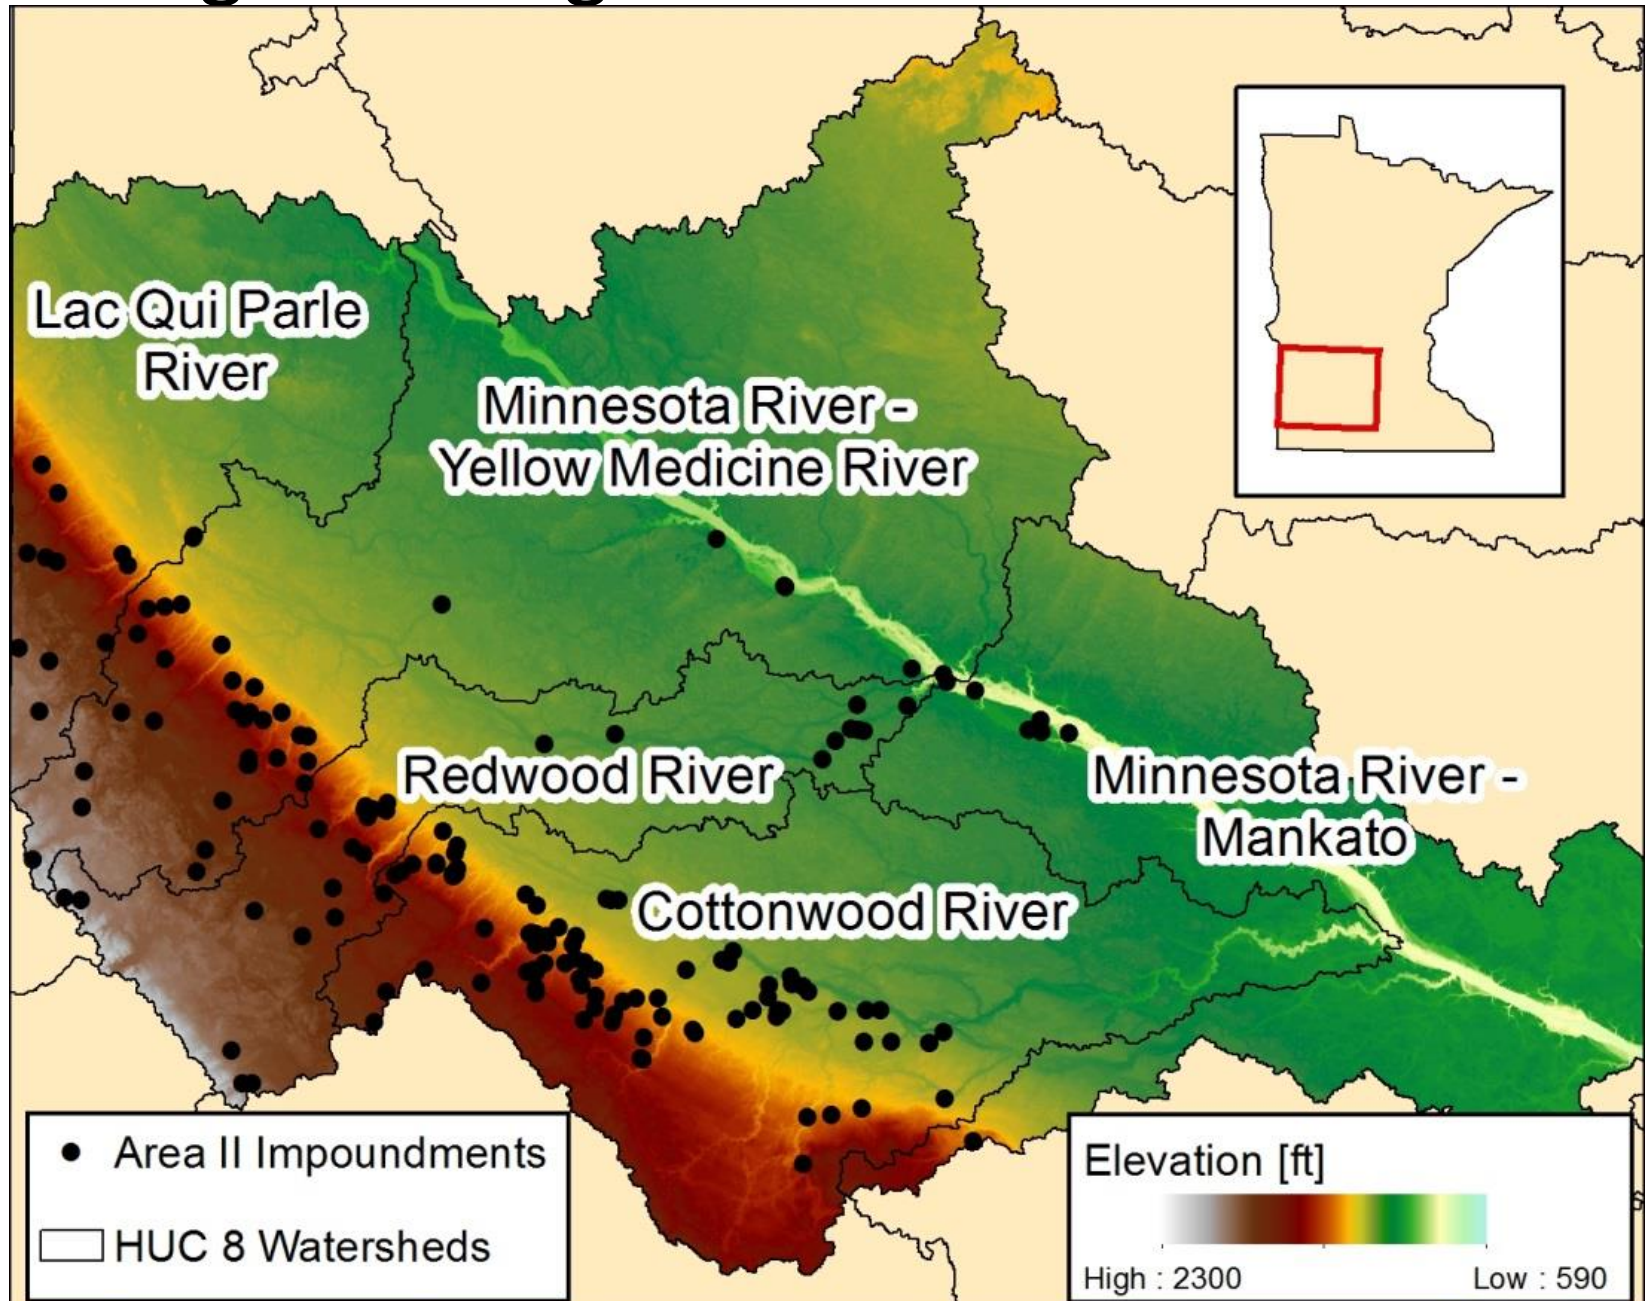 Lac Qui Parle
River
Minnesota River -
Yellow Medicine River
Redwood River
Minnesota River -
Mankato
Cottonwood River
Area II Impoundments
HUC 8 Watersheds
Elevation [ft]
High : 2300
Low : 590